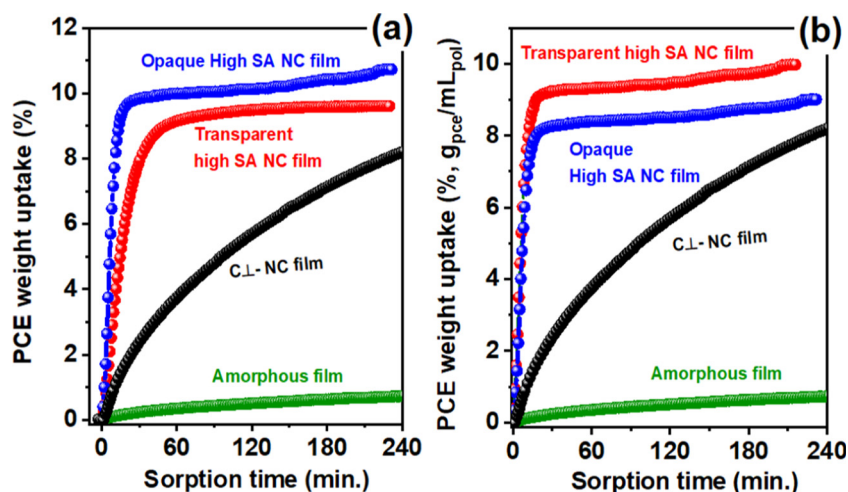 (a)
12
10
8
6
4
2
0
PCE weight uptake (%)
Opaque High SA NC film
Transparent
high SA NC film
C⊥- NC film
Amorphous film
0 60 120 180 240
Sorption time (min.)
(b)
10
8
6
4
2
0
PCE weight uptake (%, gpce/mLpol)
Transparent high SA NC film
Opaque
High SA NC film
C⊥- NC film
Amorphous film
0 60 120 180 240
Sorption time (min.)